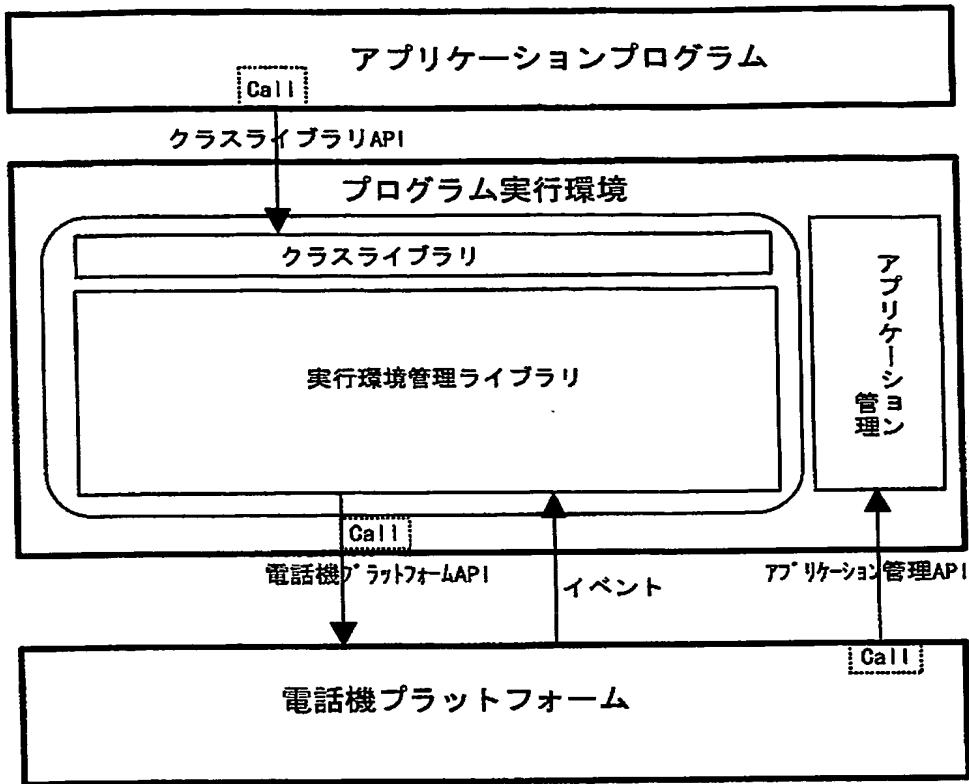 アプリケーションプログラム
Call
クラスライブラリAPI
プログラム実行環境
クラスライブラリ
実行環境管理ライブラリ
アプリケーション
管理
Call
電話機プラットフォームAPI
イベント
アプリケーション管理API
Call
電話機プラットフォーム